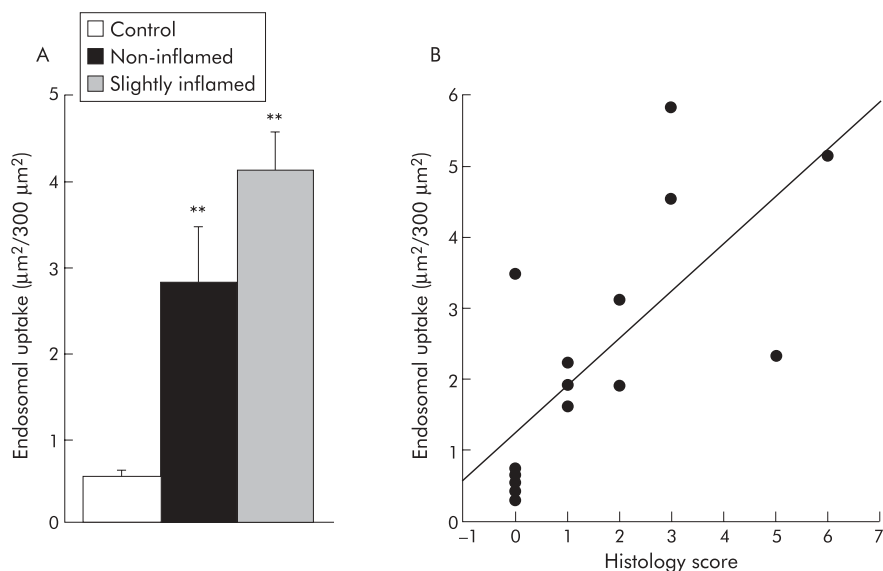 A
Control
Non-inflamed
Slightly inflamed
Endosomal uptake (μm²/300 μm²)
5
4
3
2
1
0
**
**
B
Endosomal uptake (μm²/300 μm²)
6
5
4
3
2
1
0
–1 0 1 2 3 4 5 6 7
Histology score